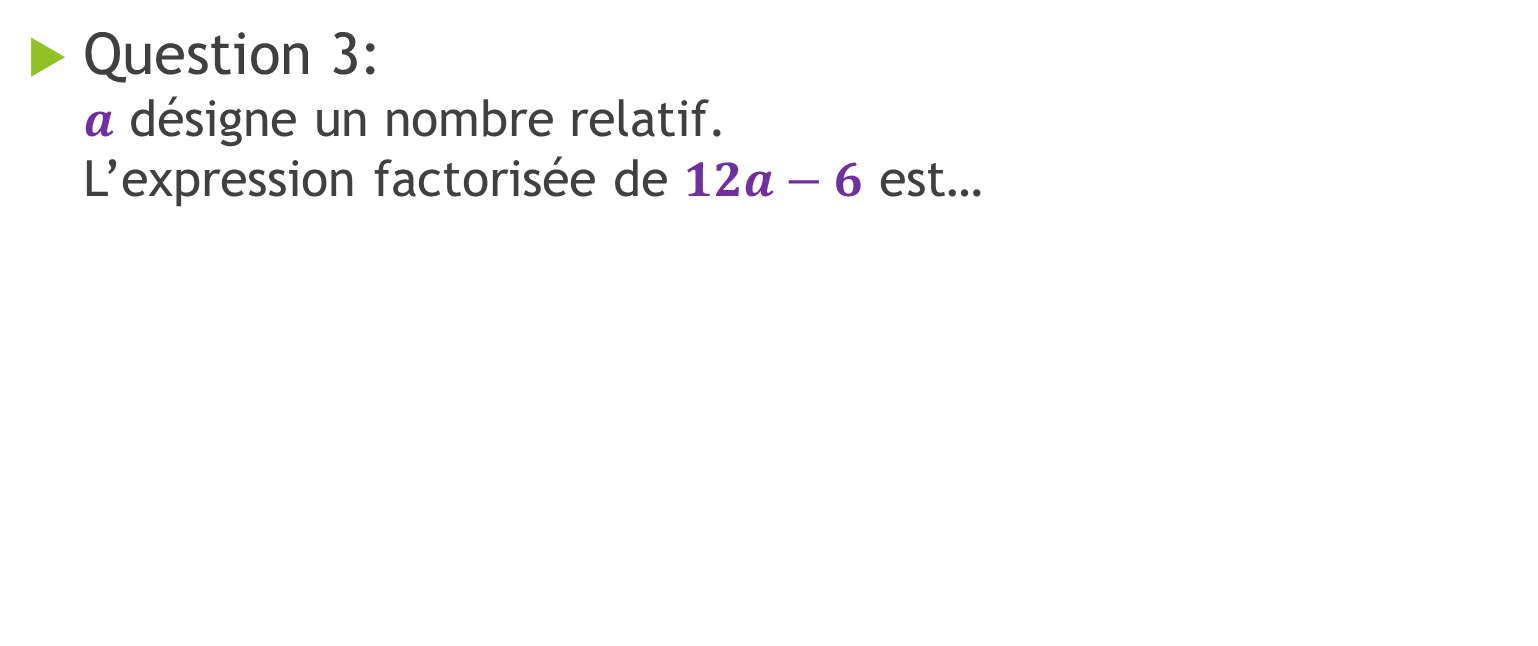 Question 3:
a désigne un nombre relatif.
L’expression factorisée de 12a − 6 est…